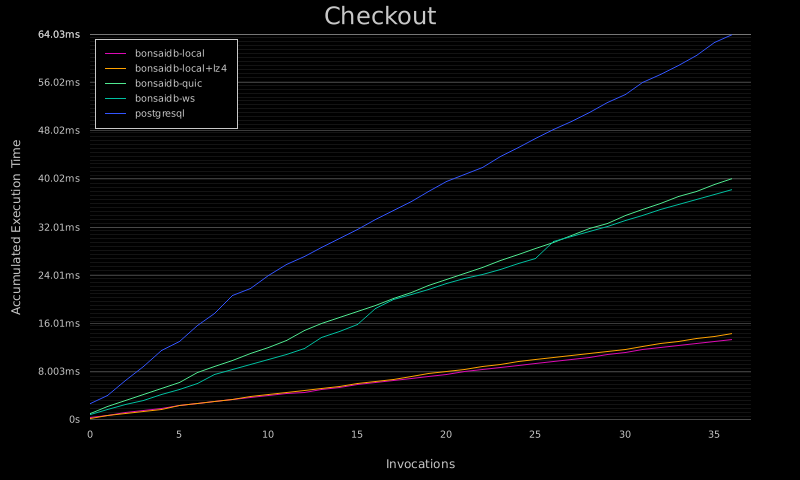 Checkout
64.03ms
56.02ms
48.02ms
40.02ms
32.01ms
24.01ms
16.01ms
8.003ms
0s
bonsaidb-local
bonsaidb-local+lz4
bonsaidb-quic
bonsaidb-ws
postgresql
Accumulated Execution Time
0 5 10 15 20 25 30 35
Invocations